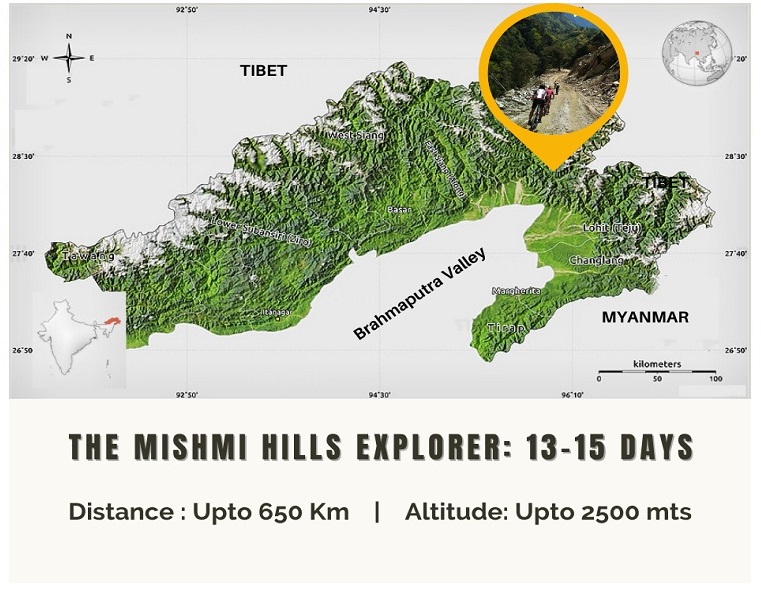 92°50'
94°30'
N
W E
S
29°20'
20'
TIBET
West Siang
28°30'
28°30'
TIBET
Basar
Lower Subansiri (Ziro)
Lohit (Teju)
27°40'
Tawang
27°40'
Changlang
Brahmaputra Valley
Margherita
Itanagar
MYANMAR
Tirap
26°50'
26°50'
kilometers
0 50 100
92°50'
94°30'
96°10'
THE MISHMI HILLS EXPLORER: 13-15 DAYS
Distance : Upto 650 Km | Altitude: Upto 2500 mts